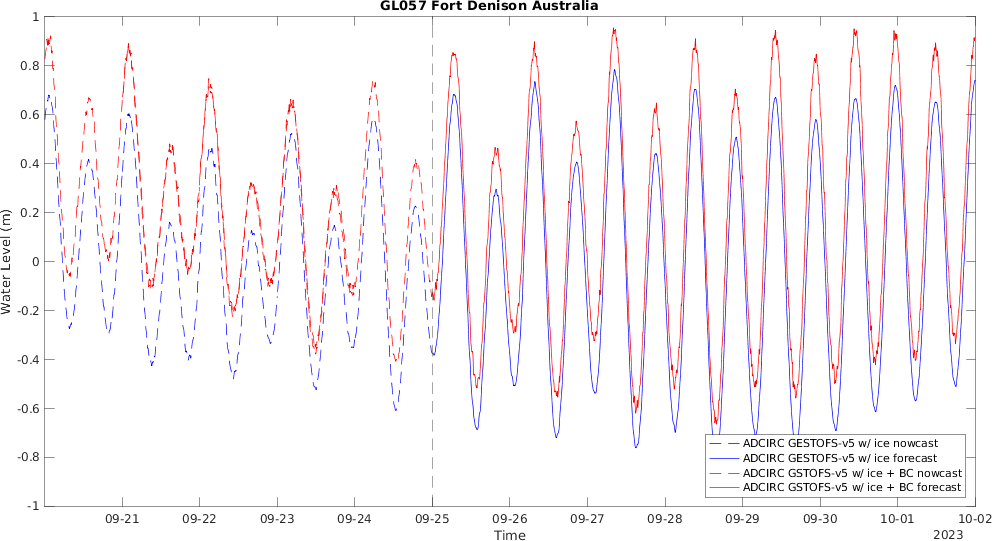 GL057 Fort Denison Australia
1
0.8
0.6
0.4
0.2
0
-0.2
-0.4
-0.6
-0.8
-1
Water Level (m)
ADCIRC GESTOFS-v5 w/ ice nowcast
ADCIRC GESTOFS-v5 w/ ice forecast
ADCIRC GSTOFS-v5 w/ ice + BC nowcast
ADCIRC GSTOFS-v5 w/ ice + BC forecast
09-21 09-22 09-23 09-24 09-25 09-26 09-27 09-28 09-29 09-30 10-01 10-02
Time
2023